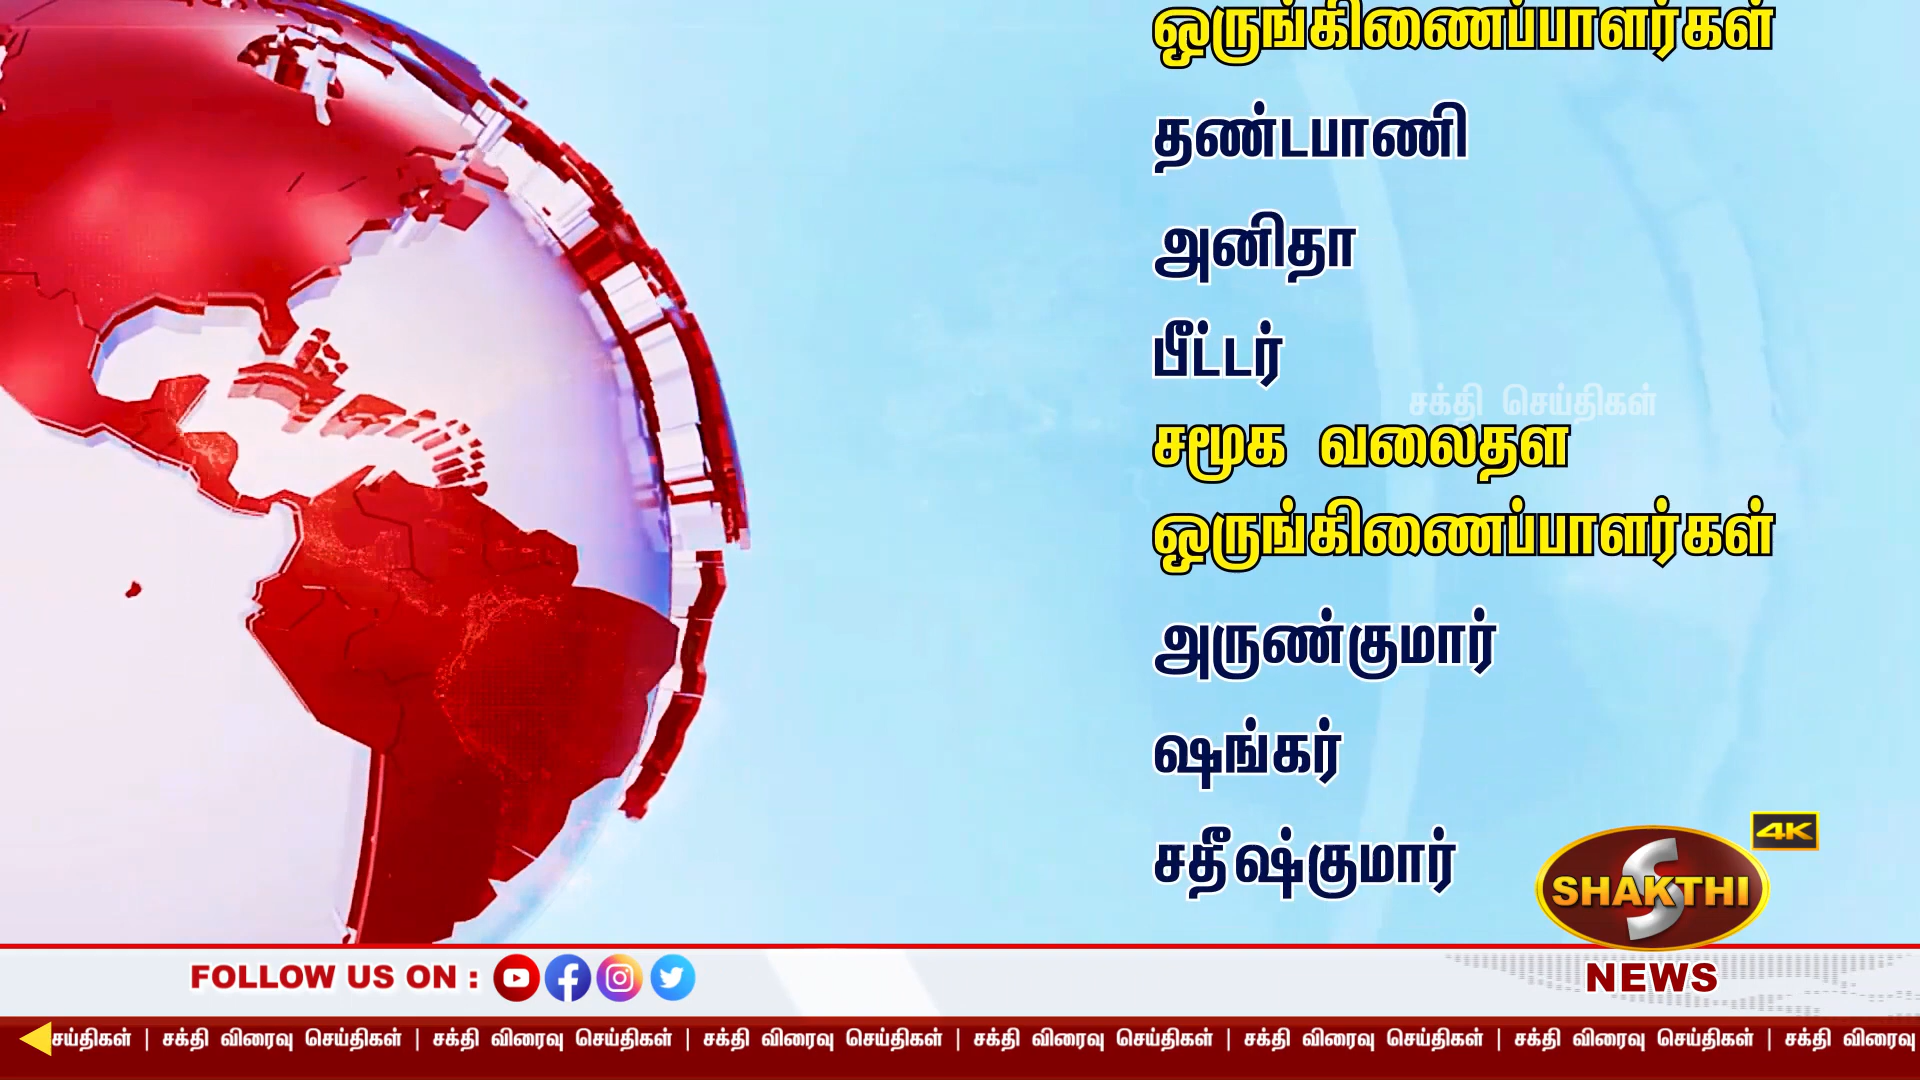 ஒருங்கிணைப்பாளர்கள்
தண்டபாணி
அனிதா
பீட்டர்
சக்தி செய்திகள்
சமூக வலைதள
ஒருங்கிணைப்பாளர்கள்
அருண்குமார்
ஷங்கர்
சதீஷ்குமார்
4K
SHAKTHI
NEWS
FOLLOW US ON :
சய்திகள் | சக்தி விரைவு செய்திகள் | சக்தி விரைவு செய்திகள் | சக்தி விரைவு செய்திகள் | சக்தி விரைவு செய்திகள் | சக்தி விரைவு செய்திகள் | சக்தி விரைவு செய்திகள் | சக்தி விரைவு